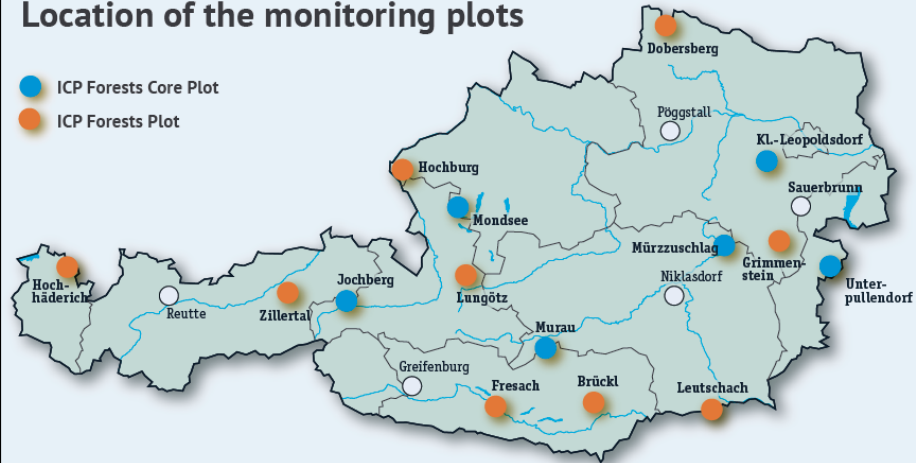 Location of the monitoring plots
ICP Forests Core Plot
ICP Forests Plot
Dobersberg
Pöggstall
Kl.-Leopoldsdorf
Hochburg
Sauerbrunn
Mondsee
Mürzzuschlag
Grimmen-
stein
Hoch-
häderich
Jochberg
Lungötz
Niklasdorf
Unter-
pullendorf
Reutte
Zillertal
Murau
Greifenburg
Fresach
Brückl
Leutschach